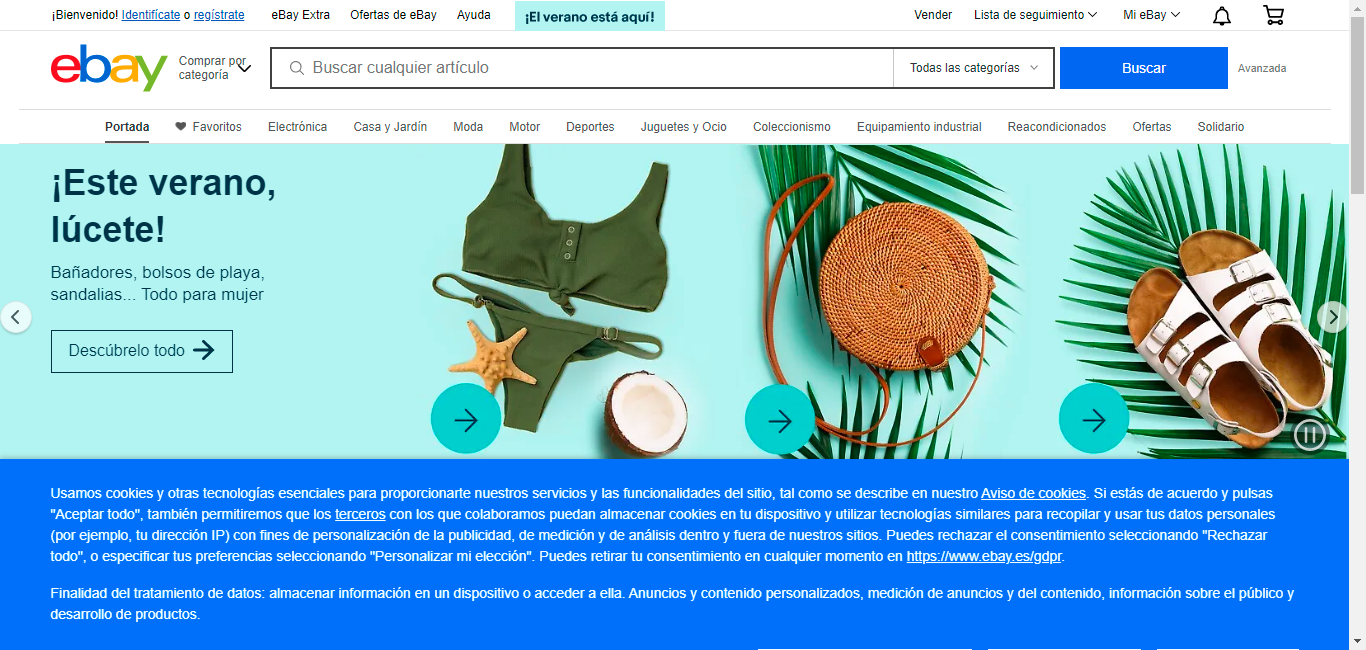 ¡Bienvenido! Identifícate o regístrate
eBay Extra
Ofertas de eBay
Ayuda
¡El verano está aquí!
Vender
Lista de seguimiento
Mi eBay
ebay
Comprar por
categoría
Buscar cualquier artículo
Todas las categorías
Buscar
Avanzada
Portada
Favoritos
Electrónica
Casa y Jardín
Moda
Motor
Deportes
Juguetes y Ocio
Coleccionismo
Equipamiento industrial
Reacondicionados
Ofertas
Solidario
¡Este verano,
lúcete!
Bañadores, bolsos de playa,
sandalias... Todo para mujer
Descúbrelo todo
Usamos cookies y otras tecnologías esenciales para proporcionarte nuestros servicios y las funcionalidades del sitio, tal como se describe en nuestro Aviso de cookies. Si estás de acuerdo y pulsas
"Aceptar todo", también permitiremos que los terceros con los que colaboramos puedan almacenar cookies en tu dispositivo y utilizar tecnologías similares para recopilar y usar tus datos personales
(por ejemplo, tu dirección IP) con fines de personalización de la publicidad, de medición y de análisis dentro y fuera de nuestros sitios. Puedes rechazar el consentimiento seleccionando "Rechazar
todo", o especificar tus preferencias seleccionando "Personalizar mi elección". Puedes retirar tu consentimiento en cualquier momento en https://www.ebay.es/gdpr.
Finalidad del tratamiento de datos: almacenar información en un dispositivo o acceder a ella. Anuncios y contenido personalizados, medición de anuncios y del contenido, información sobre el público y
desarrollo de productos.